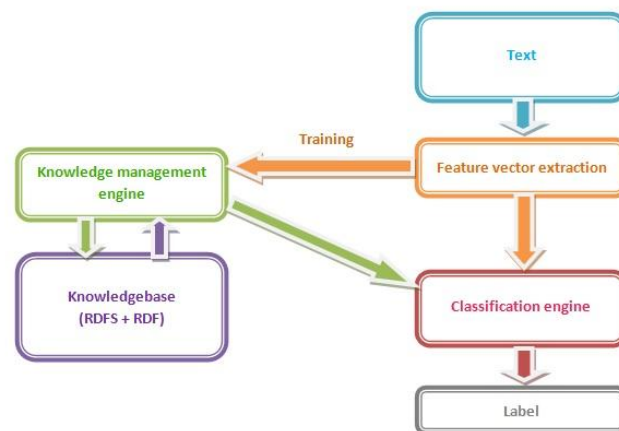 Text
Training
Feature vector extraction
Knowledge management
engine
Knowledgebase
(RDFS + RDF)
Classification engine
Label